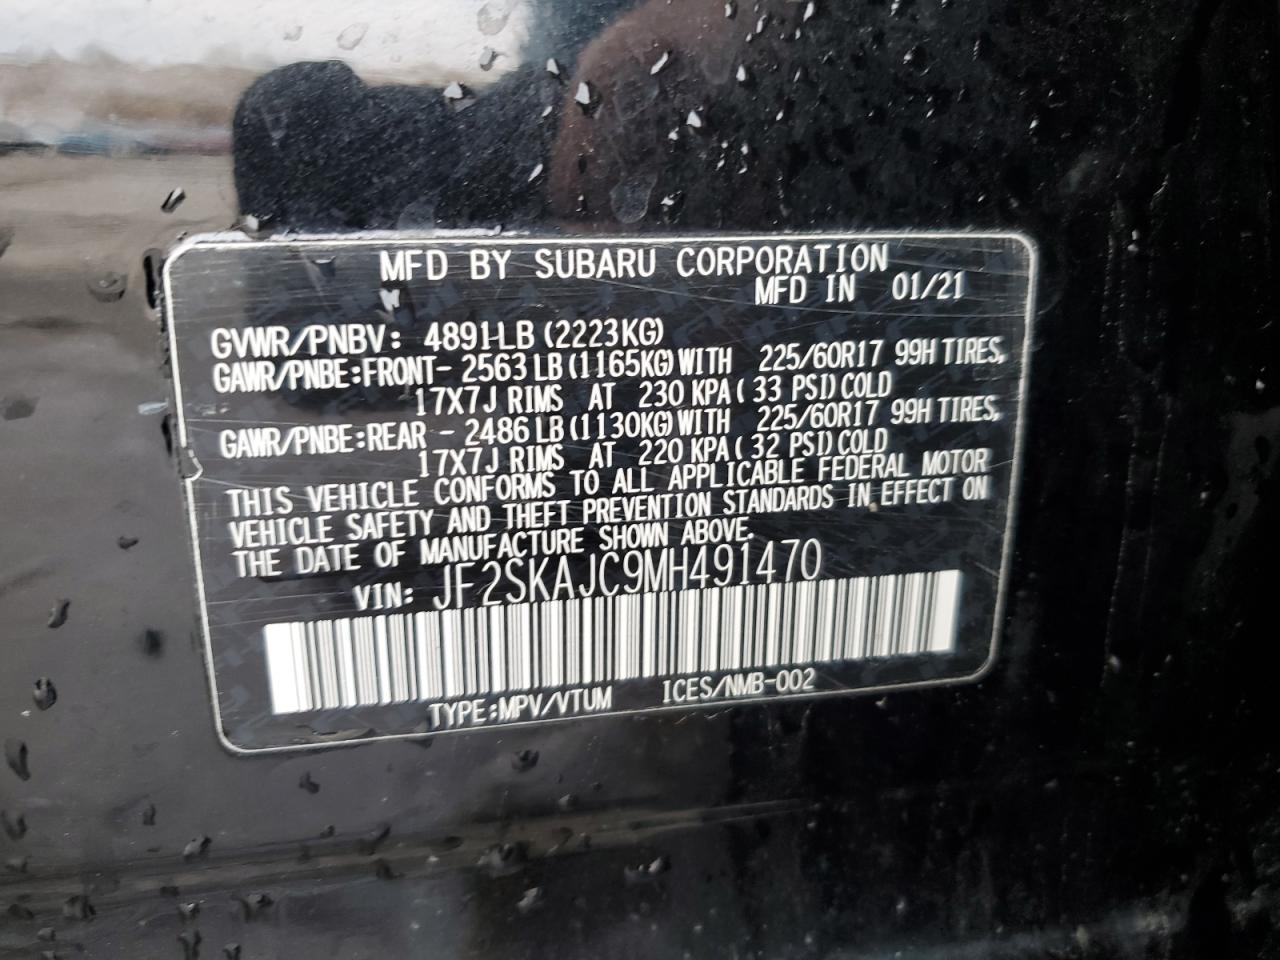 MFD BY SUBARU CORPORATION
MFD IN 01/21
GVWR/PNBV: 4891LB (2223KG)
GAWR/PNBE:FRONT- 2563 LB (1165KG) WITH 225/60R17 99H TIRES,
17X7J RIMS AT 230 KPA ( 33 PSI) COLD
GAWR/PNBE:REAR - 2486 LB (1130KG) WITH 225/60R17 99H TIRES,
17X7J RIMS AT 220 KPA ( 32 PSI) COLD
THIS VEHICLE CONFORMS TO ALL APPLICABLE FEDERAL MOTOR
VEHICLE SAFETY AND THEFT PREVENTION STANDARDS IN EFFECT ON
THE DATE OF MANUFACTURE SHOWN ABOVE.
VIN: JF2SKAJC9MH491470
TYPE:MPV/VTUM ICES/NMB-002